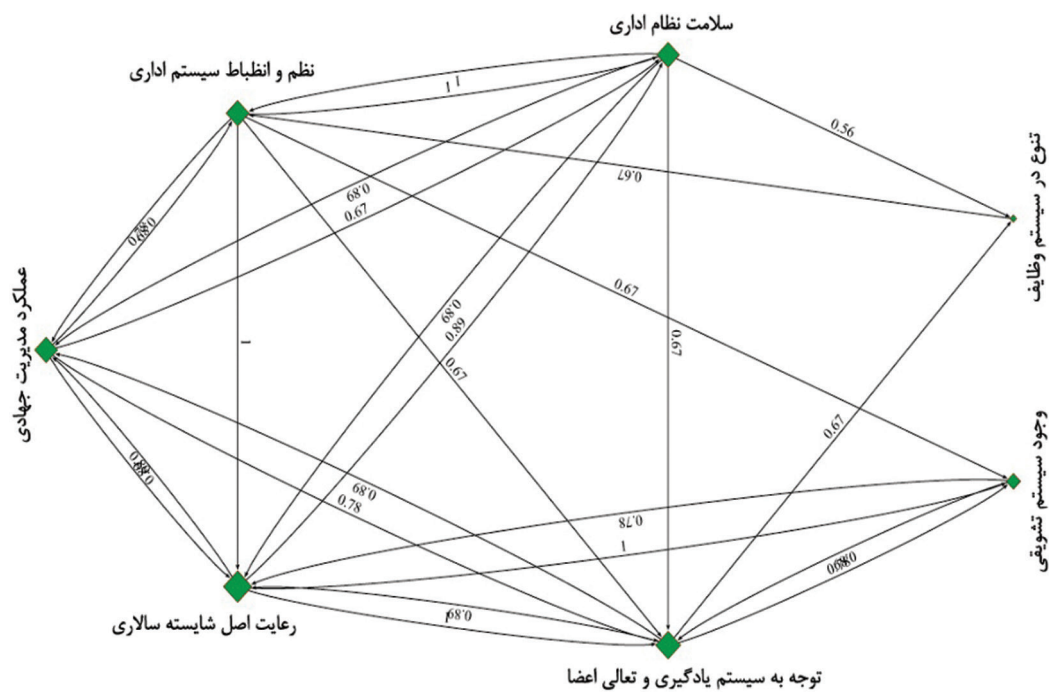 سلامت نظام اداری
نظم و انظباط سیستم اداری
1
1
0.56
تنوع در سیستم وظایف
0.67
0.89
0.67
0.67
0.89
0.89
عملکرد مدیریت جهادی
1
0.67
0.67
0.67
وجود سیستم تشویقی
0.89
0.78
0.78
1
رعایت اصل شایسته سالاری
0.89
توجه به سیستم یادگیری و تعالی اعضا